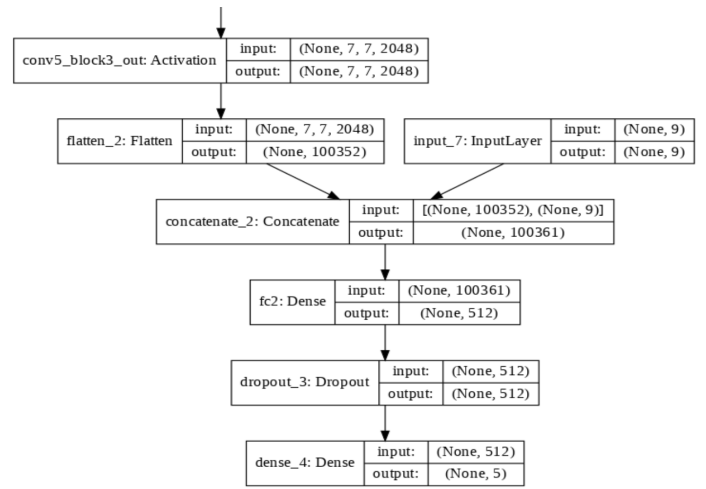 conv5_block3_out: Activation
input: (None, 7, 7, 2048)
output: (None, 7, 7, 2048)
flatten_2: Flatten
input: (None, 7, 7, 2048)
output: (None, 100352)
input_7: InputLayer
input: (None, 9)
output: (None, 9)
concatenate_2: Concatenate
input: [(None, 100352), (None, 9)]
output: (None, 100361)
fc2: Dense
input: (None, 100361)
output: (None, 512)
dropout_3: Dropout
input: (None, 512)
output: (None, 512)
dense_4: Dense
input: (None, 512)
output: (None, 5)